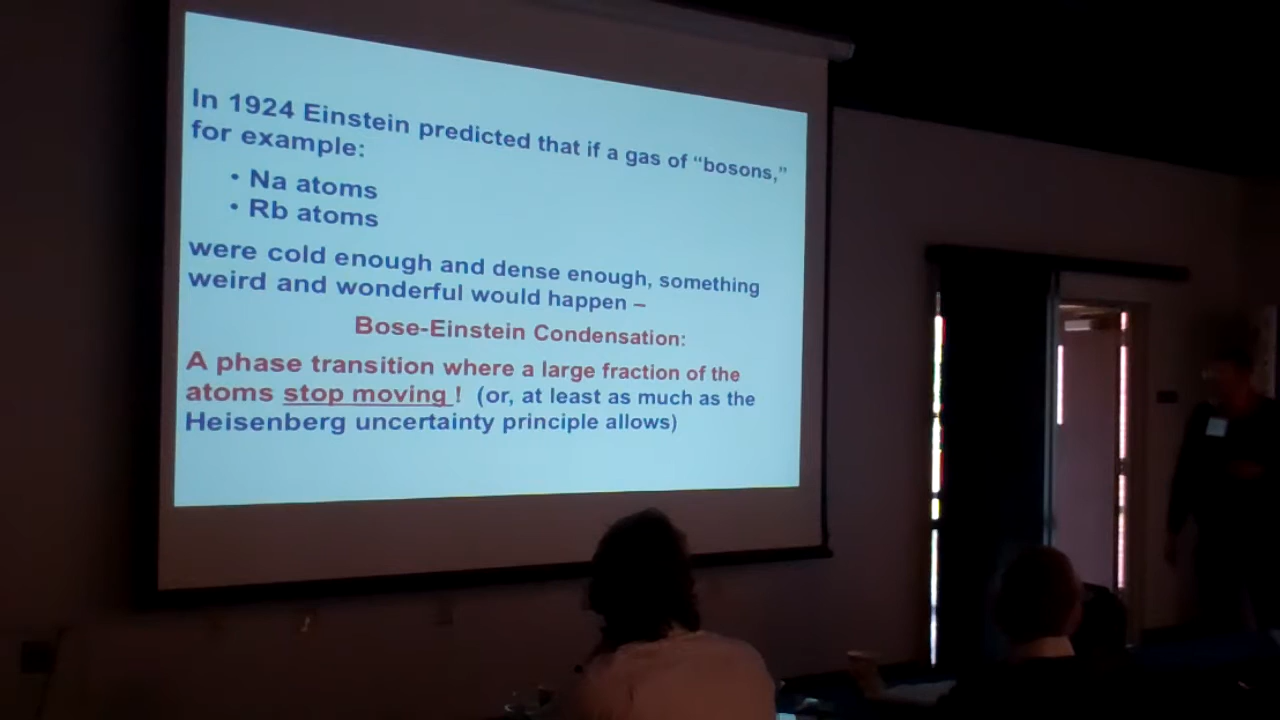 In 1924 Einstein predicted that if a gas of “bosons,”
for example:
• Na atoms
• Rb atoms
were cold enough and dense enough, something
weird and wonderful would happen –
Bose-Einstein Condensation:
A phase transition where a large fraction of the
atoms stop moving ! (or, at least as much as the
Heisenberg uncertainty principle allows)